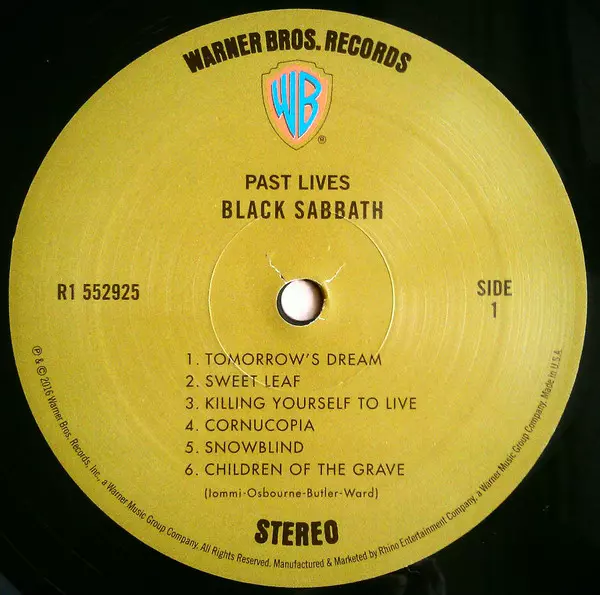 WARNER BROS. RECORDS
WB
®
PAST LIVES
BLACK SABBATH
R1 552925
SIDE
1
1. TOMORROW'S DREAM
2. SWEET LEAF
3. KILLING YOURSELF TO LIVE
4. CORNUCOPIA
5. SNOWBLIND
6. CHILDREN OF THE GRAVE
(Iommi-Osbourne-Butler-Ward)
STEREO
℗ & © 2016 Warner Bros. Records, Inc., a Warner Music Group Company. All Rights Reserved. Manufactured & Marketed by Rhino Entertainment Company, a Warner Music Group Company. Made in U.S.A.